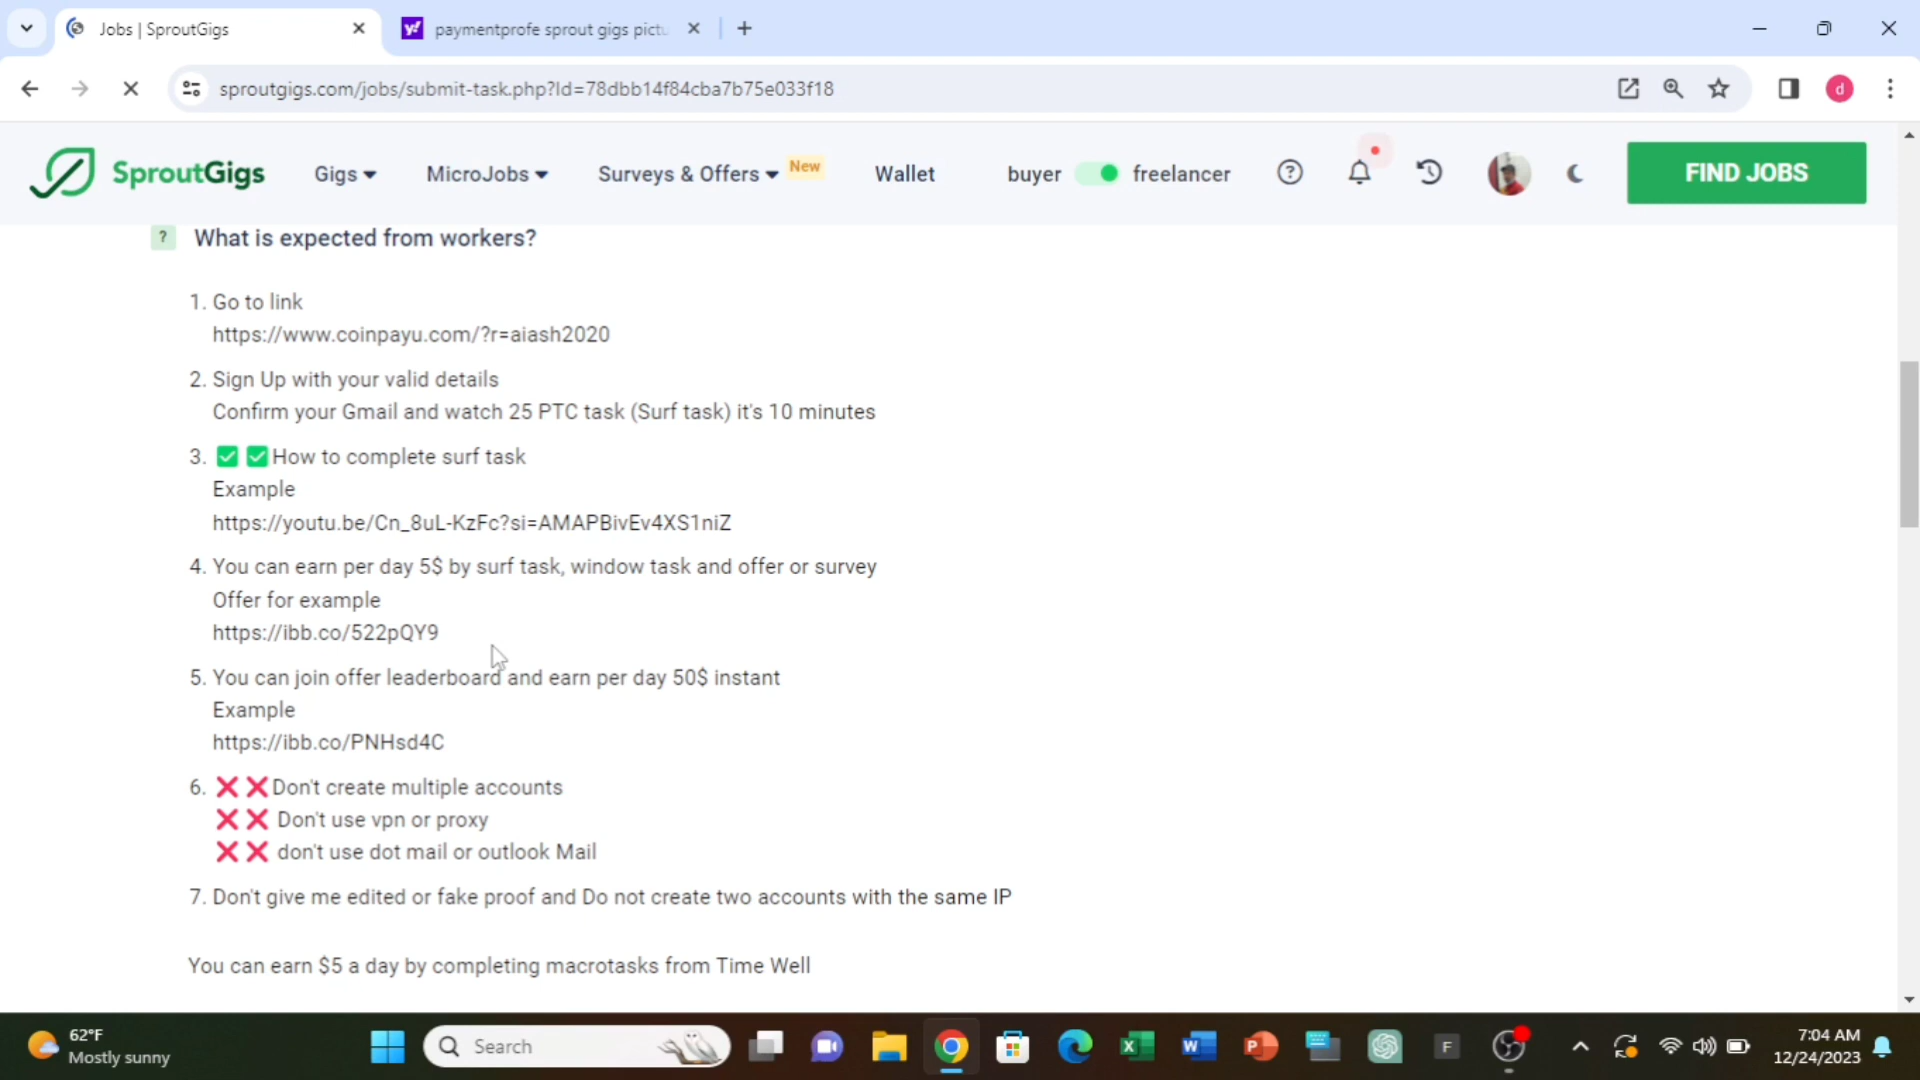 Jobs | SproutGigs
paymentprofe sprout gigs pictu
sproutgigs.com/jobs/submit-task.php?Id=78dbb14f84cba7b75e033f18
d
SproutGigs
Gigs
MicroJobs
Surveys & Offers
New
Wallet
buyer
freelancer
FIND JOBS
? What is expected from workers?
1. Go to link
https://www.coinpayu.com/?r=aiash2020
2. Sign Up with your valid details
Confirm your Gmail and watch 25 PTC task (Surf task) it's 10 minutes
3. ✅ ✅How to complete surf task
Example
https://youtu.be/Cn_8uL-KzFc?si=AMAPBivEv4XS1niZ
4. You can earn per day 5$ by surf task, window task and offer or survey
Offer for example
https://ibb.co/522pQY9
5. You can join offer leaderboard and earn per day 50$ instant
Example
https://ibb.co/PNHsd4C
6. ❌ ❌Don't create multiple accounts
❌ ❌ Don't use vpn or proxy
❌ ❌ don't use dot mail or outlook Mail
7. Don't give me edited or fake proof and Do not create two accounts with the same IP
You can earn $5 a day by completing macrotasks from Time Well
62°F
Mostly sunny
Search
F
7:04 AM
12/24/2023